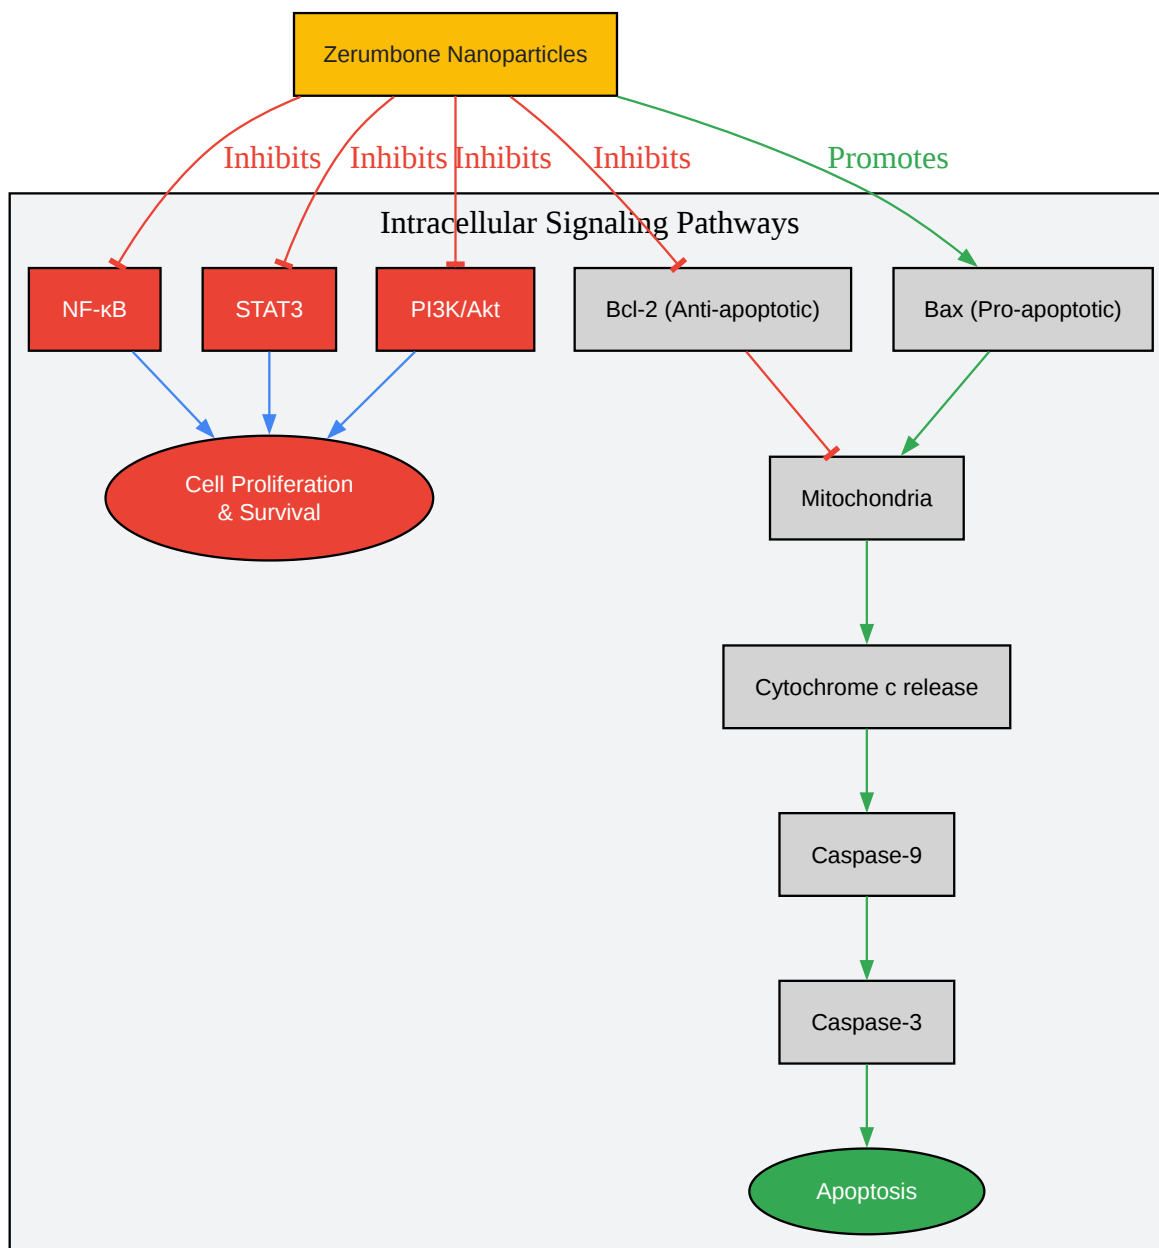 Zerumbone Nanoparticles
Inhibits
Inhibits
Inhibits
Inhibits
Promotes
Intracellular Signaling Pathways
NF-κB
STAT3
PI3K/Akt
Bcl-2 (Anti-apoptotic)
Bax (Pro-apoptotic)
Cell Proliferation
& Survival
Mitochondria
Cytochrome c release
Caspase-9
Caspase-3
Apoptosis